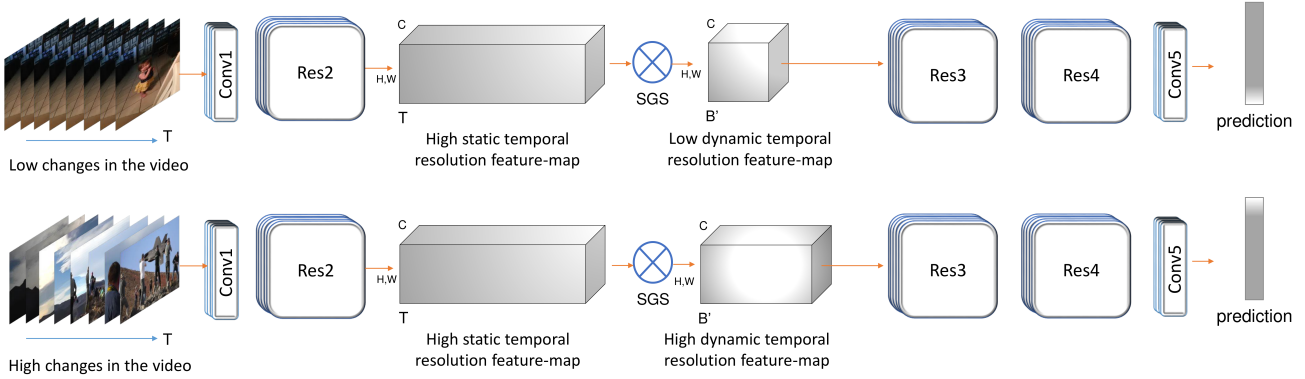 C
C
Conv1
Res2
H,W
SGS
H,W
Res3
Res4
Conv5
T
T
B'
prediction
Low changes in the video
High static temporal
resolution feature-map
Low dynamic temporal
resolution feature-map
C
C
Conv1
Res2
H,W
SGS
H,W
Res3
Res4
Conv5
T
T
B'
prediction
High changes in the video
High static temporal
resolution feature-map
High dynamic temporal
resolution feature-map